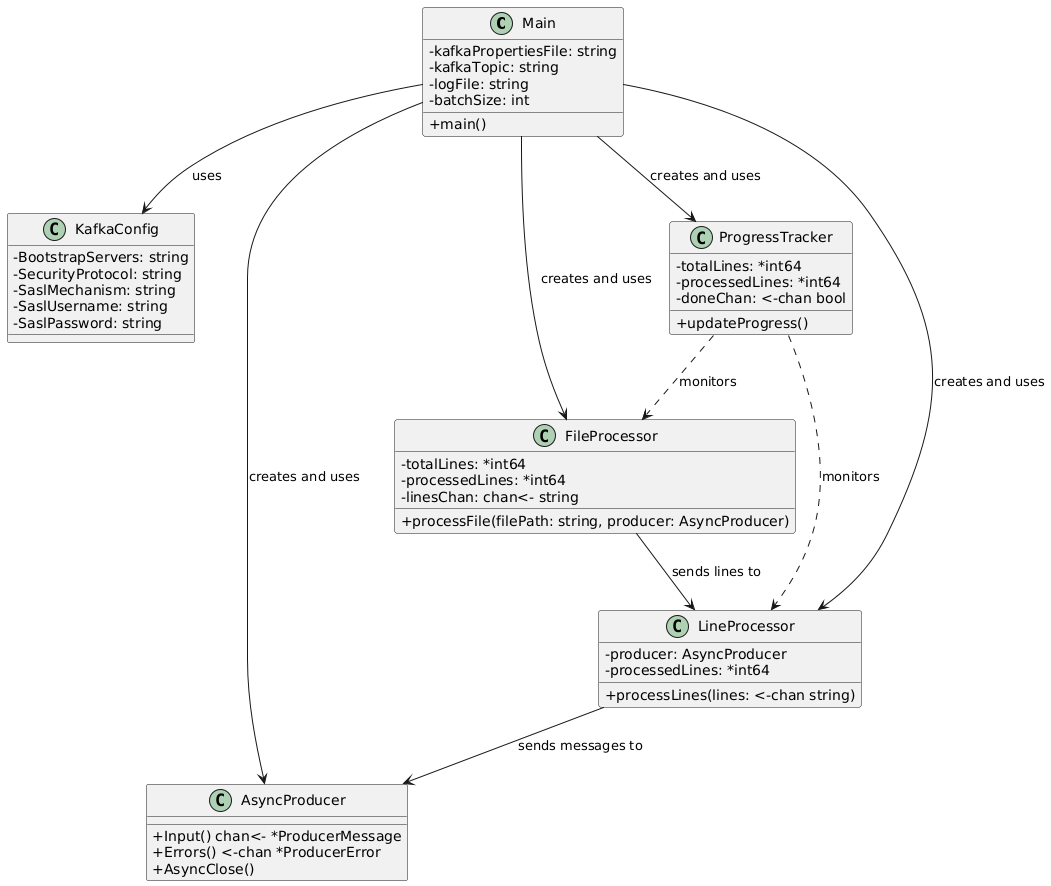 C Main
-kafkaPropertiesFile: string
-kafkaTopic: string
-logFile: string
-batchSize: int
+main()
uses
creates and uses
C KafkaConfig
-BootstrapServers: string
-SecurityProtocol: string
-SaslMechanism: string
-SaslUsername: string
-SaslPassword: string
C ProgressTracker
-totalLines: *int64
-processedLines: *int64
-doneChan: <-chan bool
+updateProgress()
creates and uses
monitors
creates and uses
C FileProcessor
-totalLines: *int64
-processedLines: *int64
-linesChan: chan<- string
+processFile(filePath: string, producer: AsyncProducer)
creates and uses
monitors
sends lines to
C LineProcessor
-producer: AsyncProducer
-processedLines: *int64
+processLines(lines: <-chan string)
sends messages to
C AsyncProducer
+Input() chan<- *ProducerMessage
+Errors() <-chan *ProducerError
+AsyncClose()